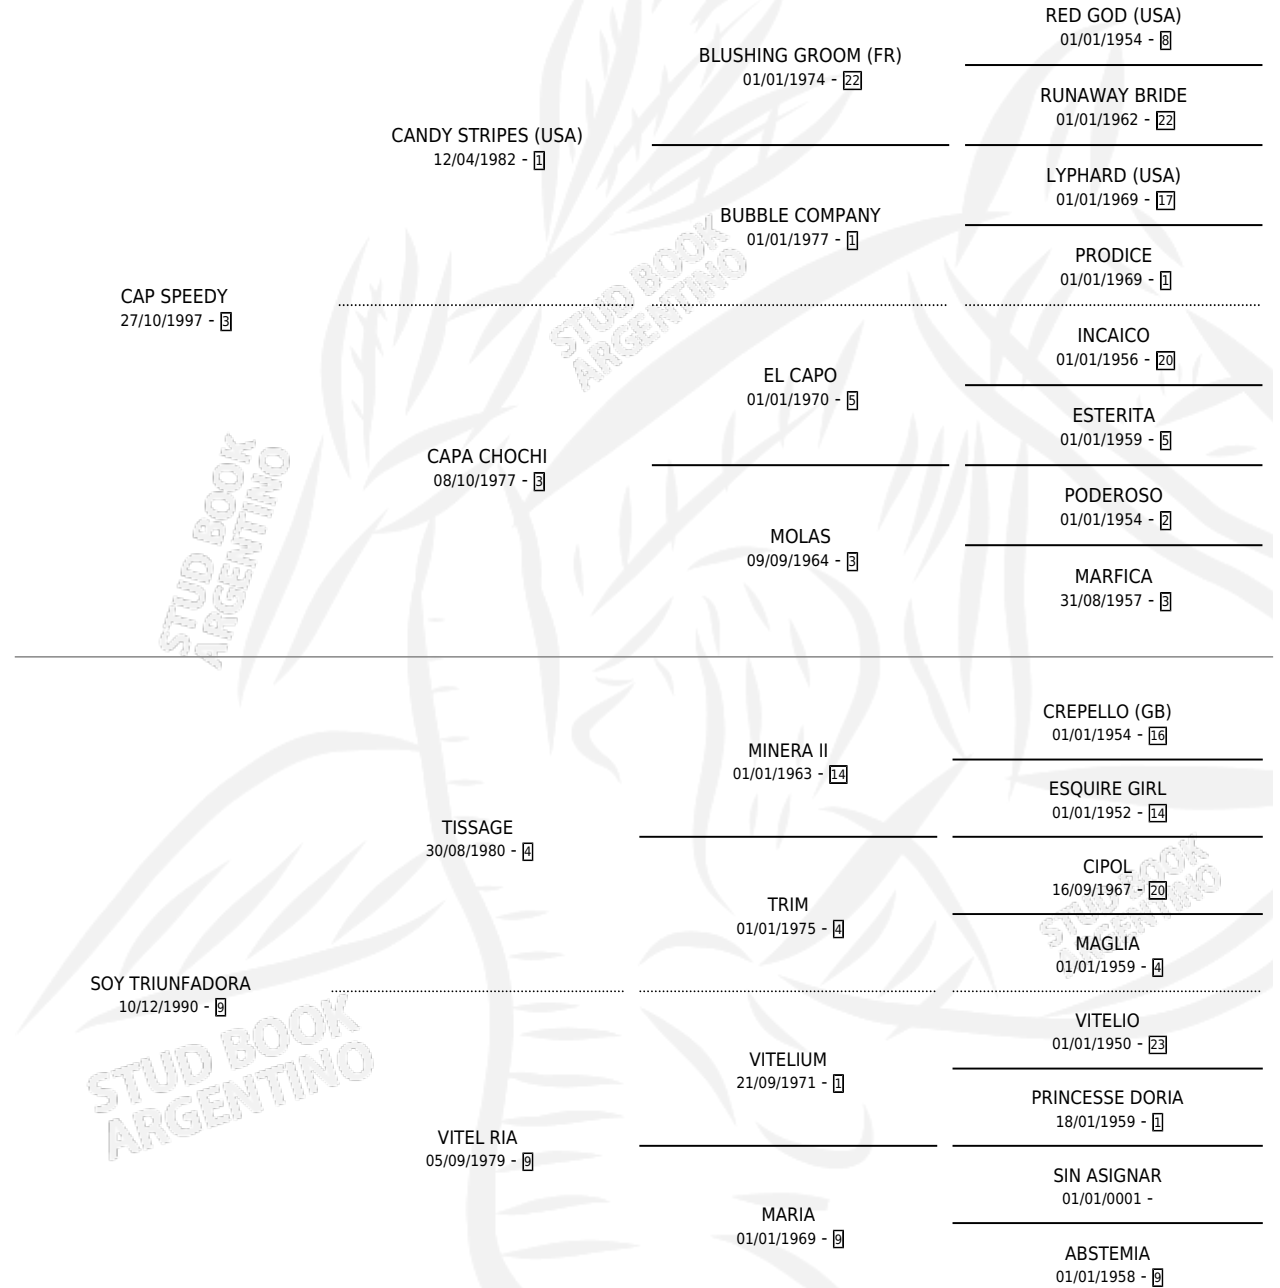 RED GOD (USA)
01/01/1954 - 8
BLUSHING GROOM (FR)
01/01/1974 - 22
RUNAWAY BRIDE
01/01/1962 - 22
CANDY STRIPES (USA)
12/04/1982 - 1
LYPHARD (USA)
01/01/1969 - 17
BUBBLE COMPANY
01/01/1977 - 1
PRODICE
01/01/1969 - 1
CAP SPEEDY
27/10/1997 - 3
STUD BOOK
ARGENTINO
INCAICO
01/01/1956 - 20
EL CAPO
01/01/1970 - 5
ESTERITA
01/01/1959 - 5
CAPA CHOCHI
08/10/1977 - 3
PODEROSO
01/01/1954 - 2
MOLAS
09/09/1964 - 3
MARFICA
31/08/1957 - 3
STUD BOOK
ARGENTINO
CREPELLO (GB)
01/01/1954 - 16
MINERA II
01/01/1963 - 14
ESQUIRE GIRL
01/01/1952 - 14
TISSAGE
30/08/1980 - 4
CIPOL
16/09/1967 - 20
TRIM
01/01/1975 - 4
MAGLIA
01/01/1959 - 4
STUD BOOK
ARGENTINO
SOY TRIUNFADORA
10/12/1990 - 9
VITELIO
01/01/1950 - 23
VITELIUM
21/09/1971 - 1
PRINCESSE DORIA
18/01/1959 - 1
STUD BOOK
ARGENTINO
VITEL RIA
05/09/1979 - 9
SIN ASIGNAR
01/01/0001 -
MARIA
01/01/1969 - 9
ABSTEMIA
01/01/1958 - 9